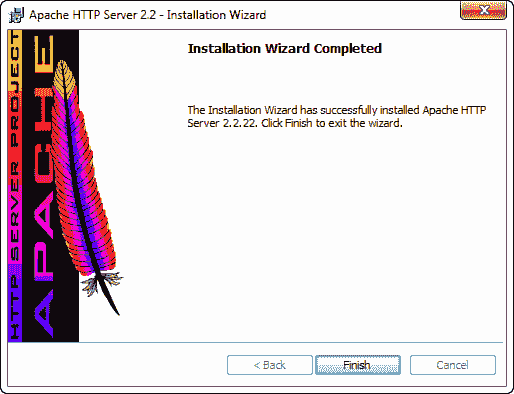 Apache HTTP Server 2.2 - Installation Wizard
HTTP SERVER PROJECT
APACHE
Installation Wizard Completed
The Installation Wizard has successfully installed Apache HTTP
Server 2.2.22. Click Finish to exit the wizard.
< Back
Finish
Cancel